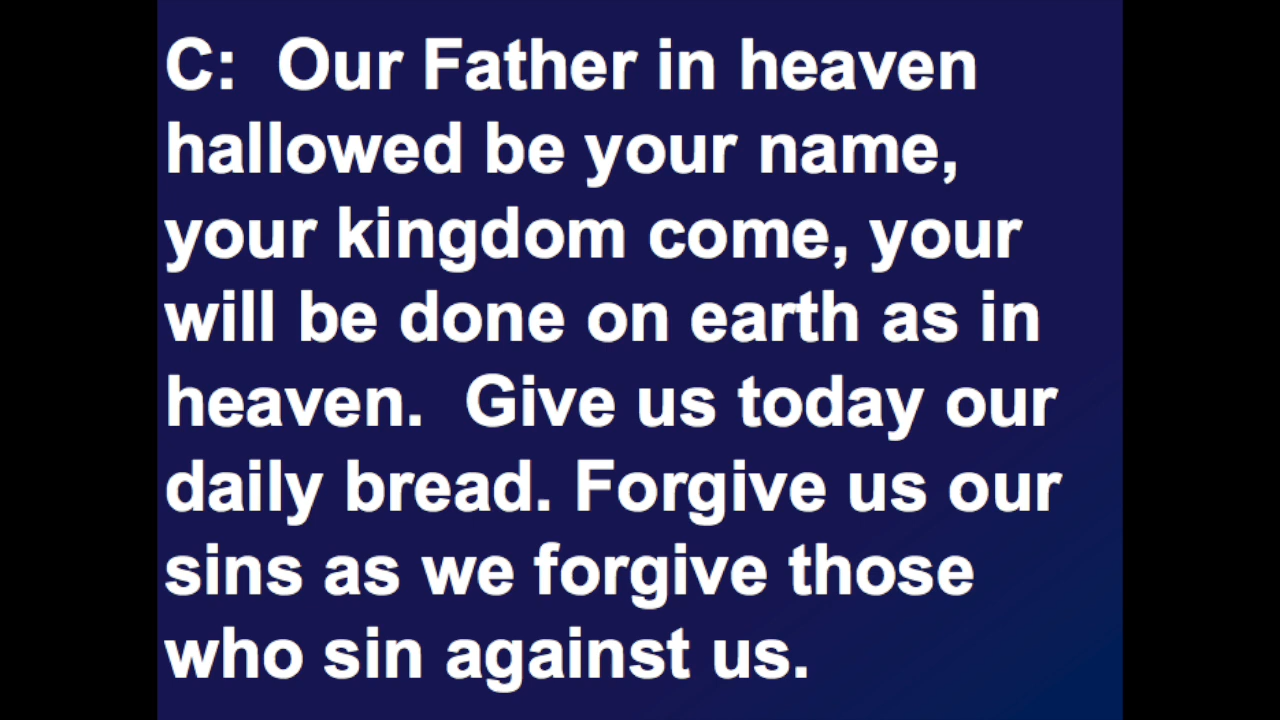 C:  Our Father in heaven
hallowed be your name,
your kingdom come, your
will be done on earth as in
heaven.  Give us today our
daily bread. Forgive us our
sins as we forgive those
who sin against us.